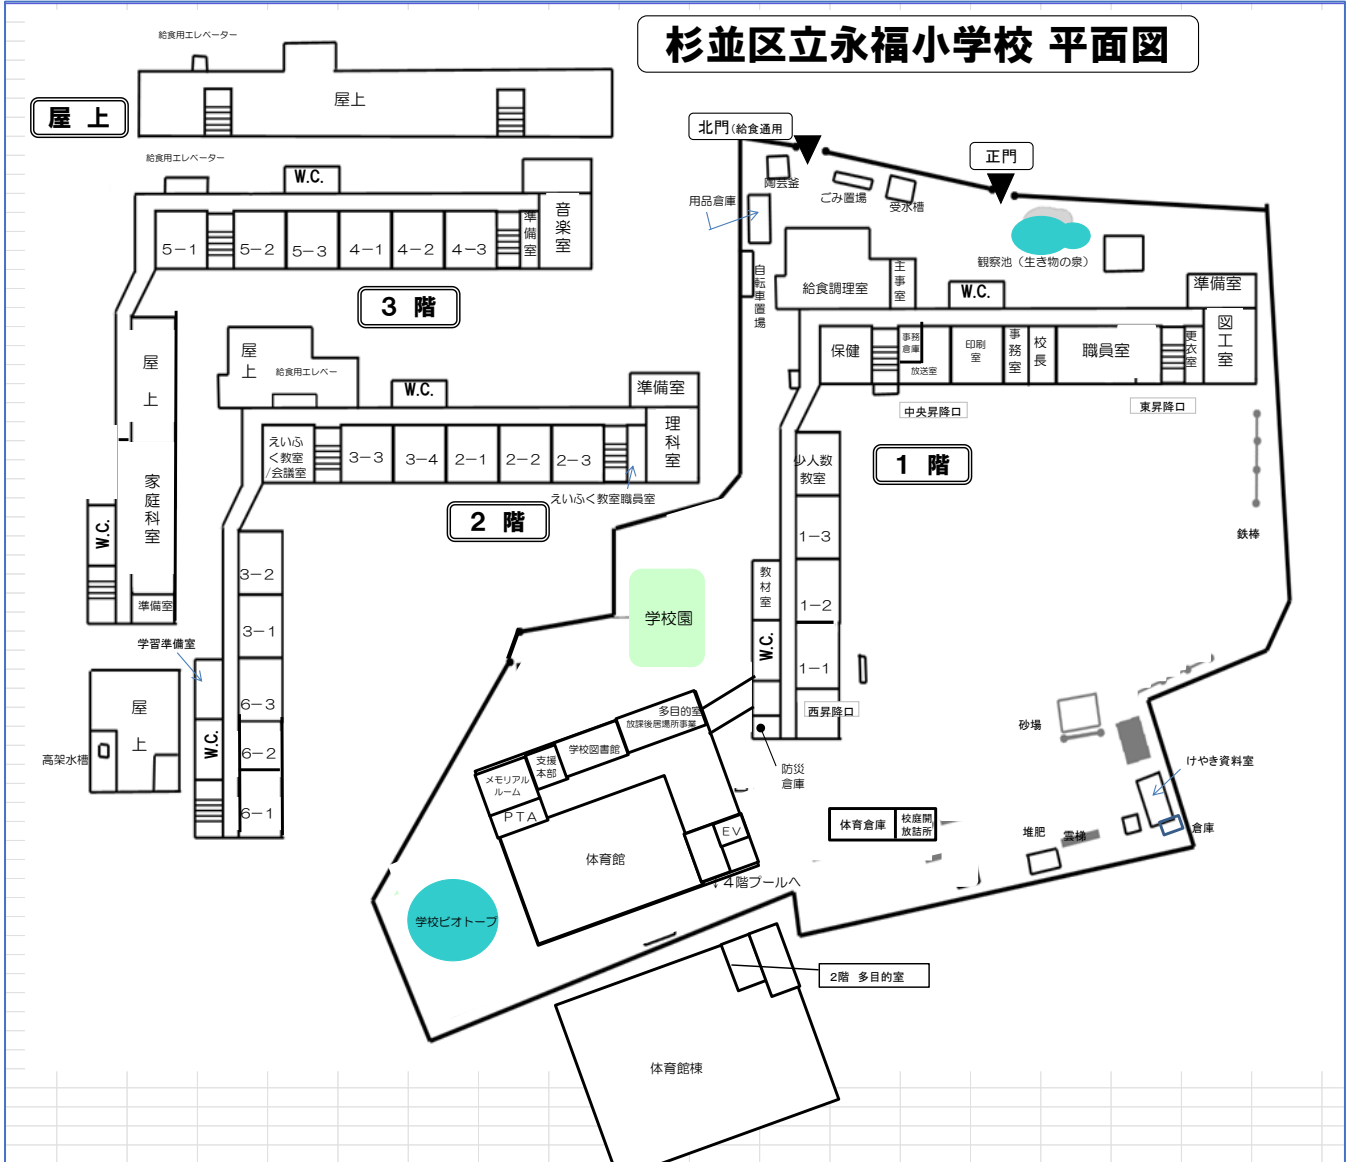 杉並区立永福小学校 平面図
給食用エレベーター
屋上
屋 上
給食用エレベーター
W.C.
5－1
5－2
5－3
4－1
4－2
4－3
準備室
音楽室
3 階
屋上
家庭科室
W.C.
準備室
屋上
給食用エレベー
W.C.
準備室
えいふ
く教室
/会議室
3－3
3－4
2－1
2－2
2－3
理科室
えいふく教室職員室
2 階
3－2
3－1
6－3
6－2
6－1
学習準備室
W.C.
屋上
高架水槽
北門(給食通用
正門
陶芸釜
ごみ置場
受水槽
用品倉庫
自転車置場
観察池（生き物の泉）
給食調理室
主事室
W.C.
準備室
保健
事務
倉庫
放送室
印刷
室
事務室
校長
職員室
更衣室
図工室
中央昇降口
東昇降口
1 階
少人数
教室
1－3
1－2
1－1
教材室
W.C.
西昇降口
防災
倉庫
鉄棒
学校園
多目的室
放課後居場所事業
学校図書館
支援
本部
メモリアル
ルーム
ＰＴＡ
体育館
EV
↓４階プールへ
学校ビオトープ
体育倉庫
校庭開
放詰所
砂場
けやき資料室
倉庫
堆肥
雲梯
2階 多目的室
体育館棟